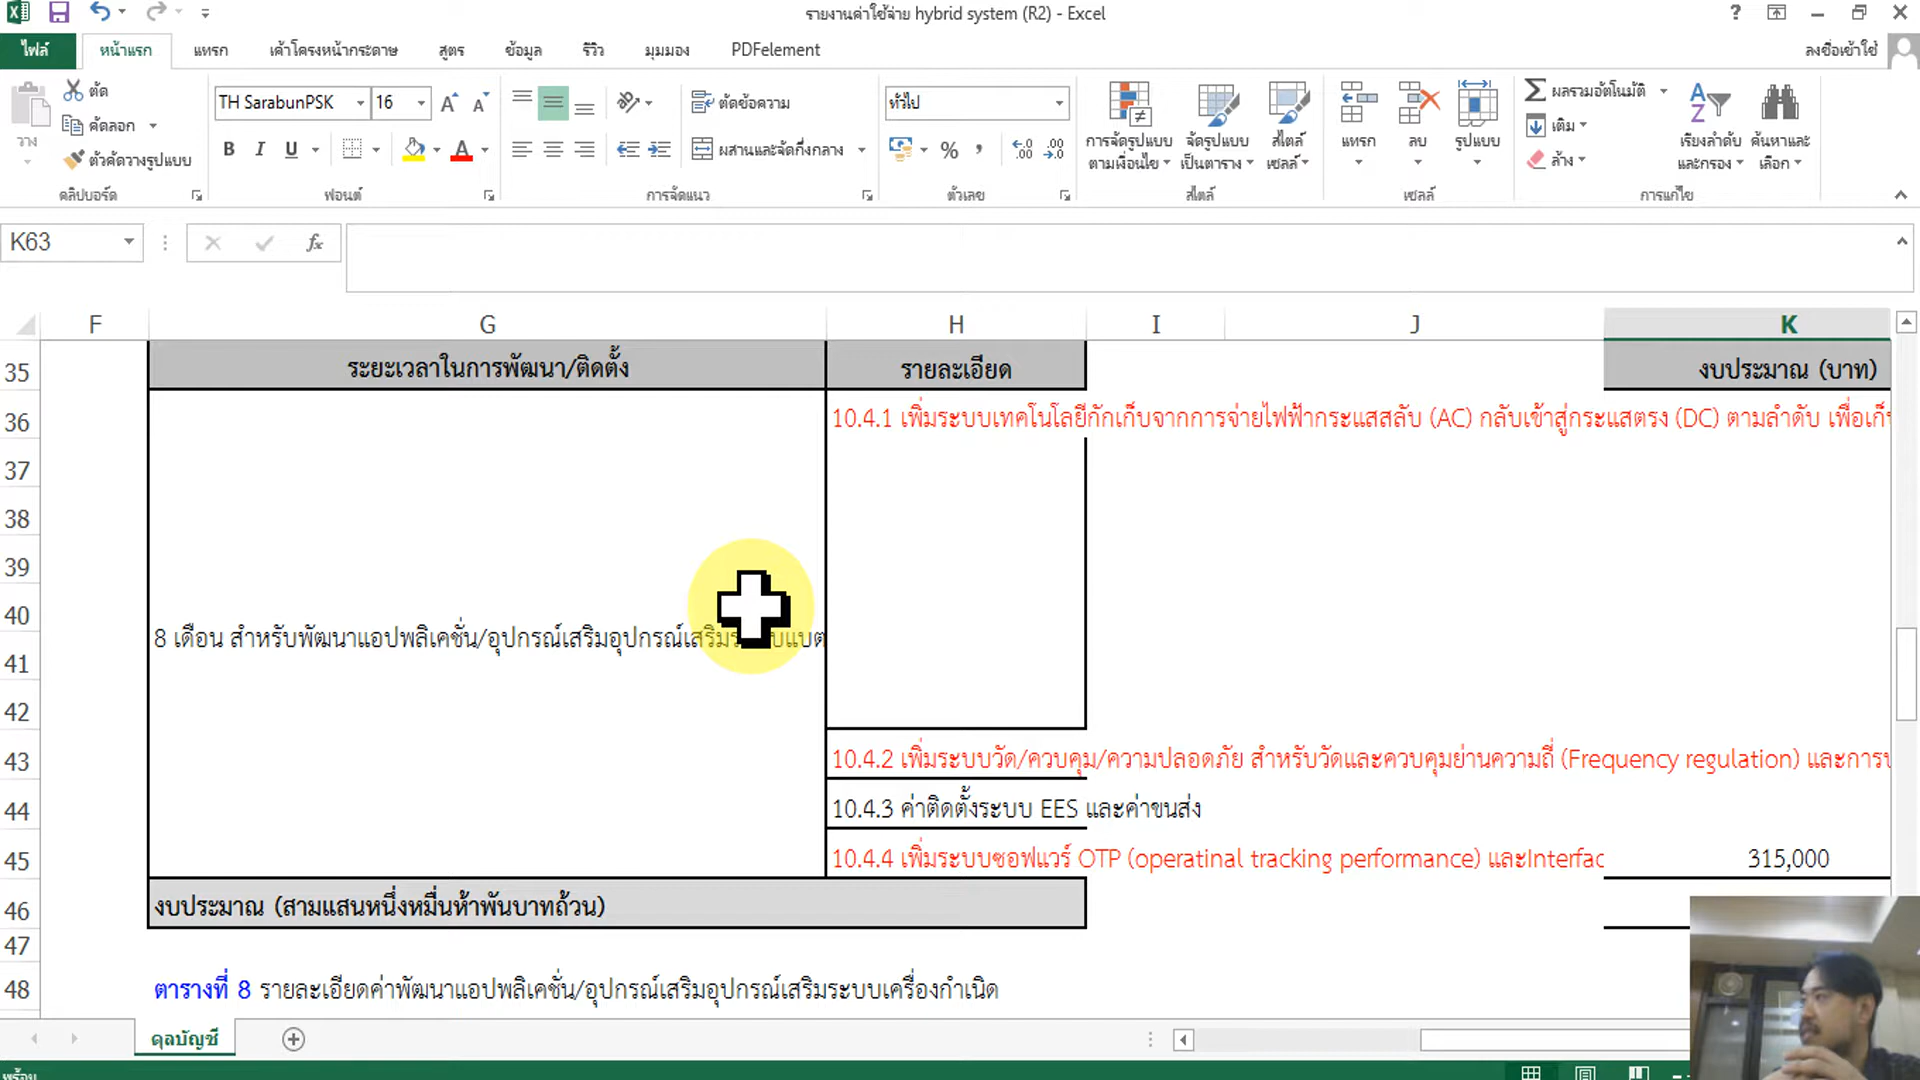 รายงานค่าใช้จ่าย hybrid system (R2) - Excel
ไฟล์ หน้าแรก แทรก เค้าโครงหน้ากระดาษ สูตร ข้อมูล รีวิว มุมมอง PDFelement ลงชื่อเข้าใช้
วาง
ตัด
คัดลอก
ตัวคัดวางรูปแบบ
คลิปบอร์ด
TH SarabunPSK 16
B I U
ฟอนต์
ตัดข้อความ
ผสานและจัดกึ่งกลาง
การจัดแนว
ทั่วไป
%
ตัวเลข
การจัดรูปแบบ
ตามเงื่อนไข
จัดรูปแบบ
เป็นตาราง
สไตล์
เซลล์
สไตล์
แทรก
ลบ
รูปแบบ
เซลล์
ผลรวมอัตโนมัติ
เติม
ล้าง
เรียงลำดับ
และกรอง
ค้นหาและ
เลือก
การแก้ไข
K63
fx
F G H I J K
35 ระยะเวลาในการพัฒนา/ติดตั้ง รายละเอียด งบประมาณ (บาท)
36 10.4.1 เพิ่มระบบเทคโนโลยีกักเก็บจากการจ่ายไฟฟ้ากระแสสลับ (AC) กลับเข้าสู่กระแสตรง (DC) ตามลำดับ
37
38
39
40
8 เดือน สำหรับพัฒนาแอปพลิเคชั่น/อุปกรณ์เสริมอุปกรณ์เสริม
41
42
43 10.4.2 เพิ่มระบบวัด/ควบคุม/ความปลอดภัย สำหรับวัดและควบคุมย่านความถี่ (Frequency regulation)
44 10.4.3 ค่าติดตั้งระบบ EES และค่าขนส่ง
45 10.4.4 เพิ่มระบบซอฟแวร์ OTP (operatinal tracking performance) และInterfac 315,000
46 งบประมาณ (สามแสนหนึ่งหมื่นห้าพันบาทถ้วน)
47
48 ตารางที่ 8 รายละเอียดค่าพัฒนาแอปพลิเคชั่น/อุปกรณ์เสริมอุปกรณ์เสริมระบบเครื่องกำเนิด
ดุลบัญชี